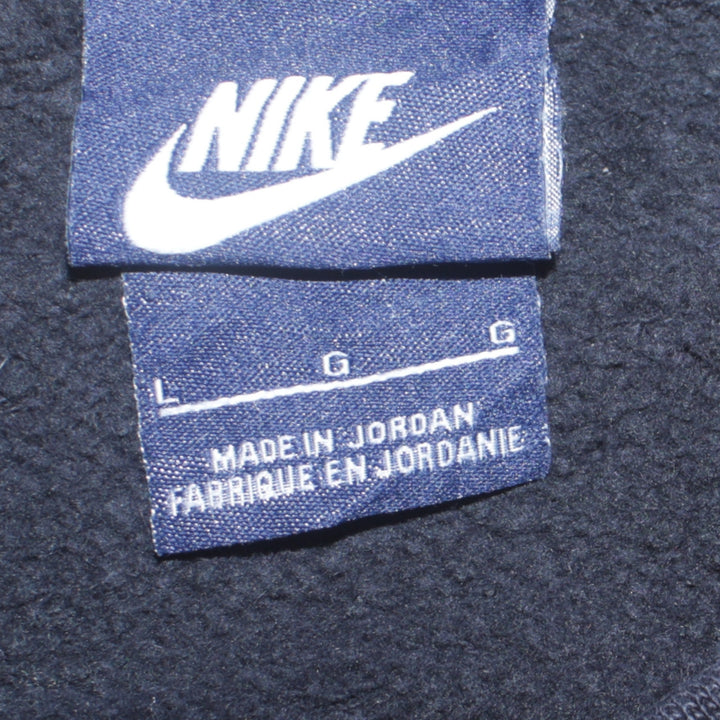 NIKE
L G G
MADE IN JORDAN
FABRIQUE EN JORDANIE